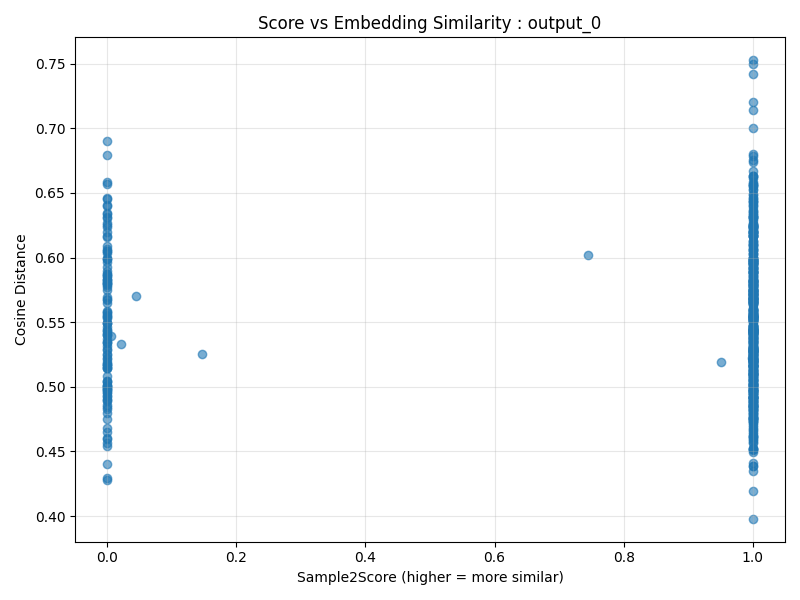 Score vs Embedding Similarity : output_0
Cosine Distance
0.75
0.70
0.65
0.60
0.55
0.50
0.45
0.40
0.0 0.2 0.4 0.6 0.8 1.0
Sample2Score (higher = more similar)